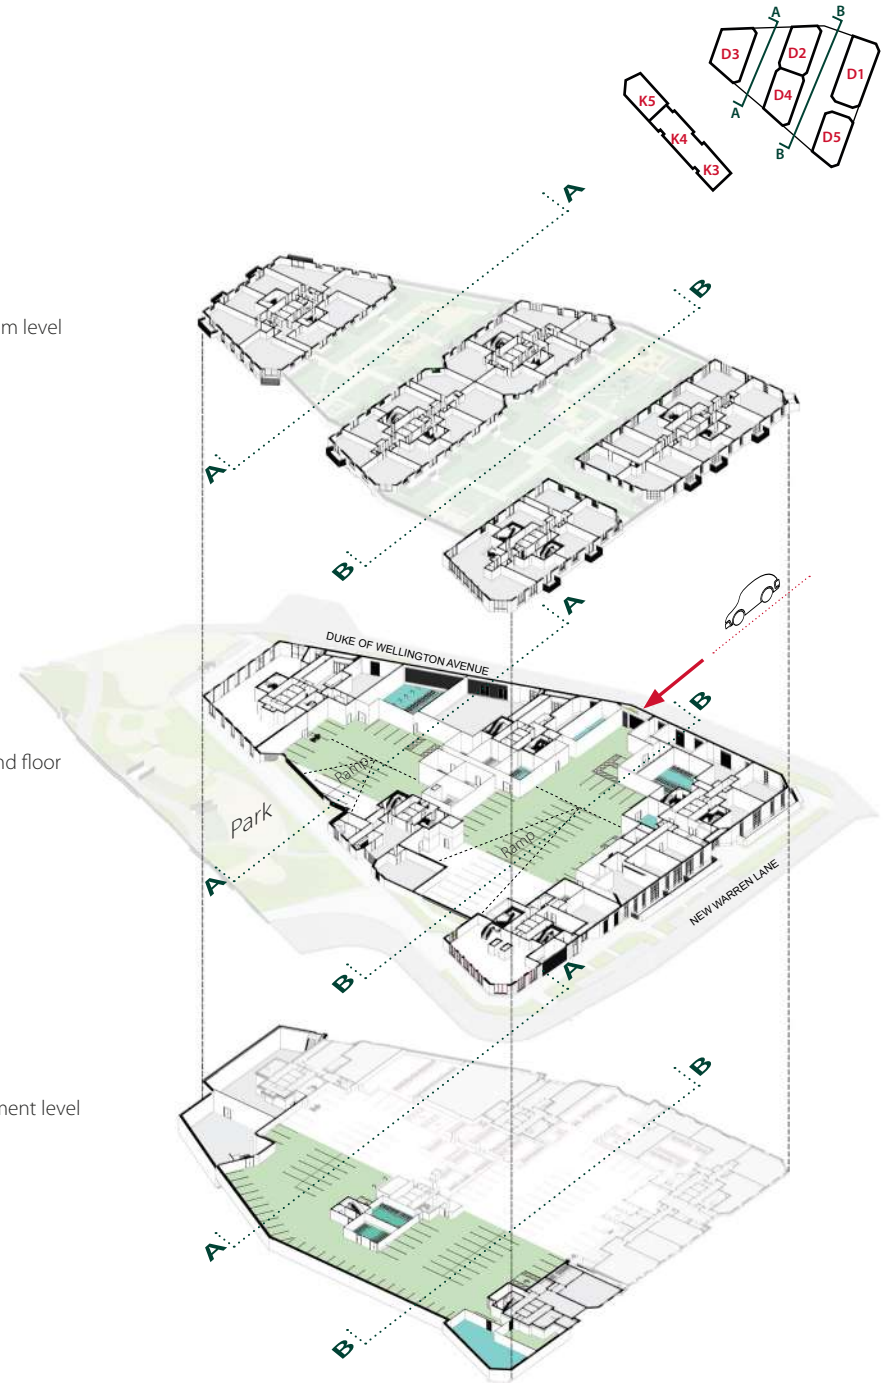 A
B
D3
D2
D1
K5
D4
A
D5
K4
B
K3
A
B
m level
A
B
A
DUKE OF WELLINGTON AVENUE
B
nd floor
Ramp
Park
Ramp
A
NEW WARREN LANE
B
A
B
ment level
A
B